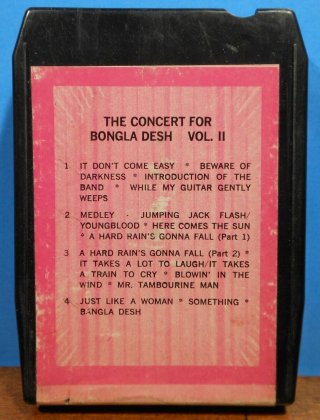 THE CONCERT FOR
BONGLA DESH VOL. II
1 IT DON'T COME EASY * BEWARE OF
DARKNESS * INTRODUCTION OF THE
BAND * WHILE MY GUITAR GENTLY
WEEPS
2 MEDLEY - JUMPING JACK FLASH/
YOUNGBLOOD * HERE COMES THE SUN
* A HARD RAIN'S GONNA FALL (Part 1)
3 A HARD RAIN'S GONNA FALL (Part 2) *
IT TAKES A LOT TO LAUGH/IT TAKES
A TRAIN TO CRY * BLOWIN' IN THE
WIND * MR. TAMBOURINE MAN
4 JUST LIKE A WOMAN * SOMETHING *
BANGLA DESH